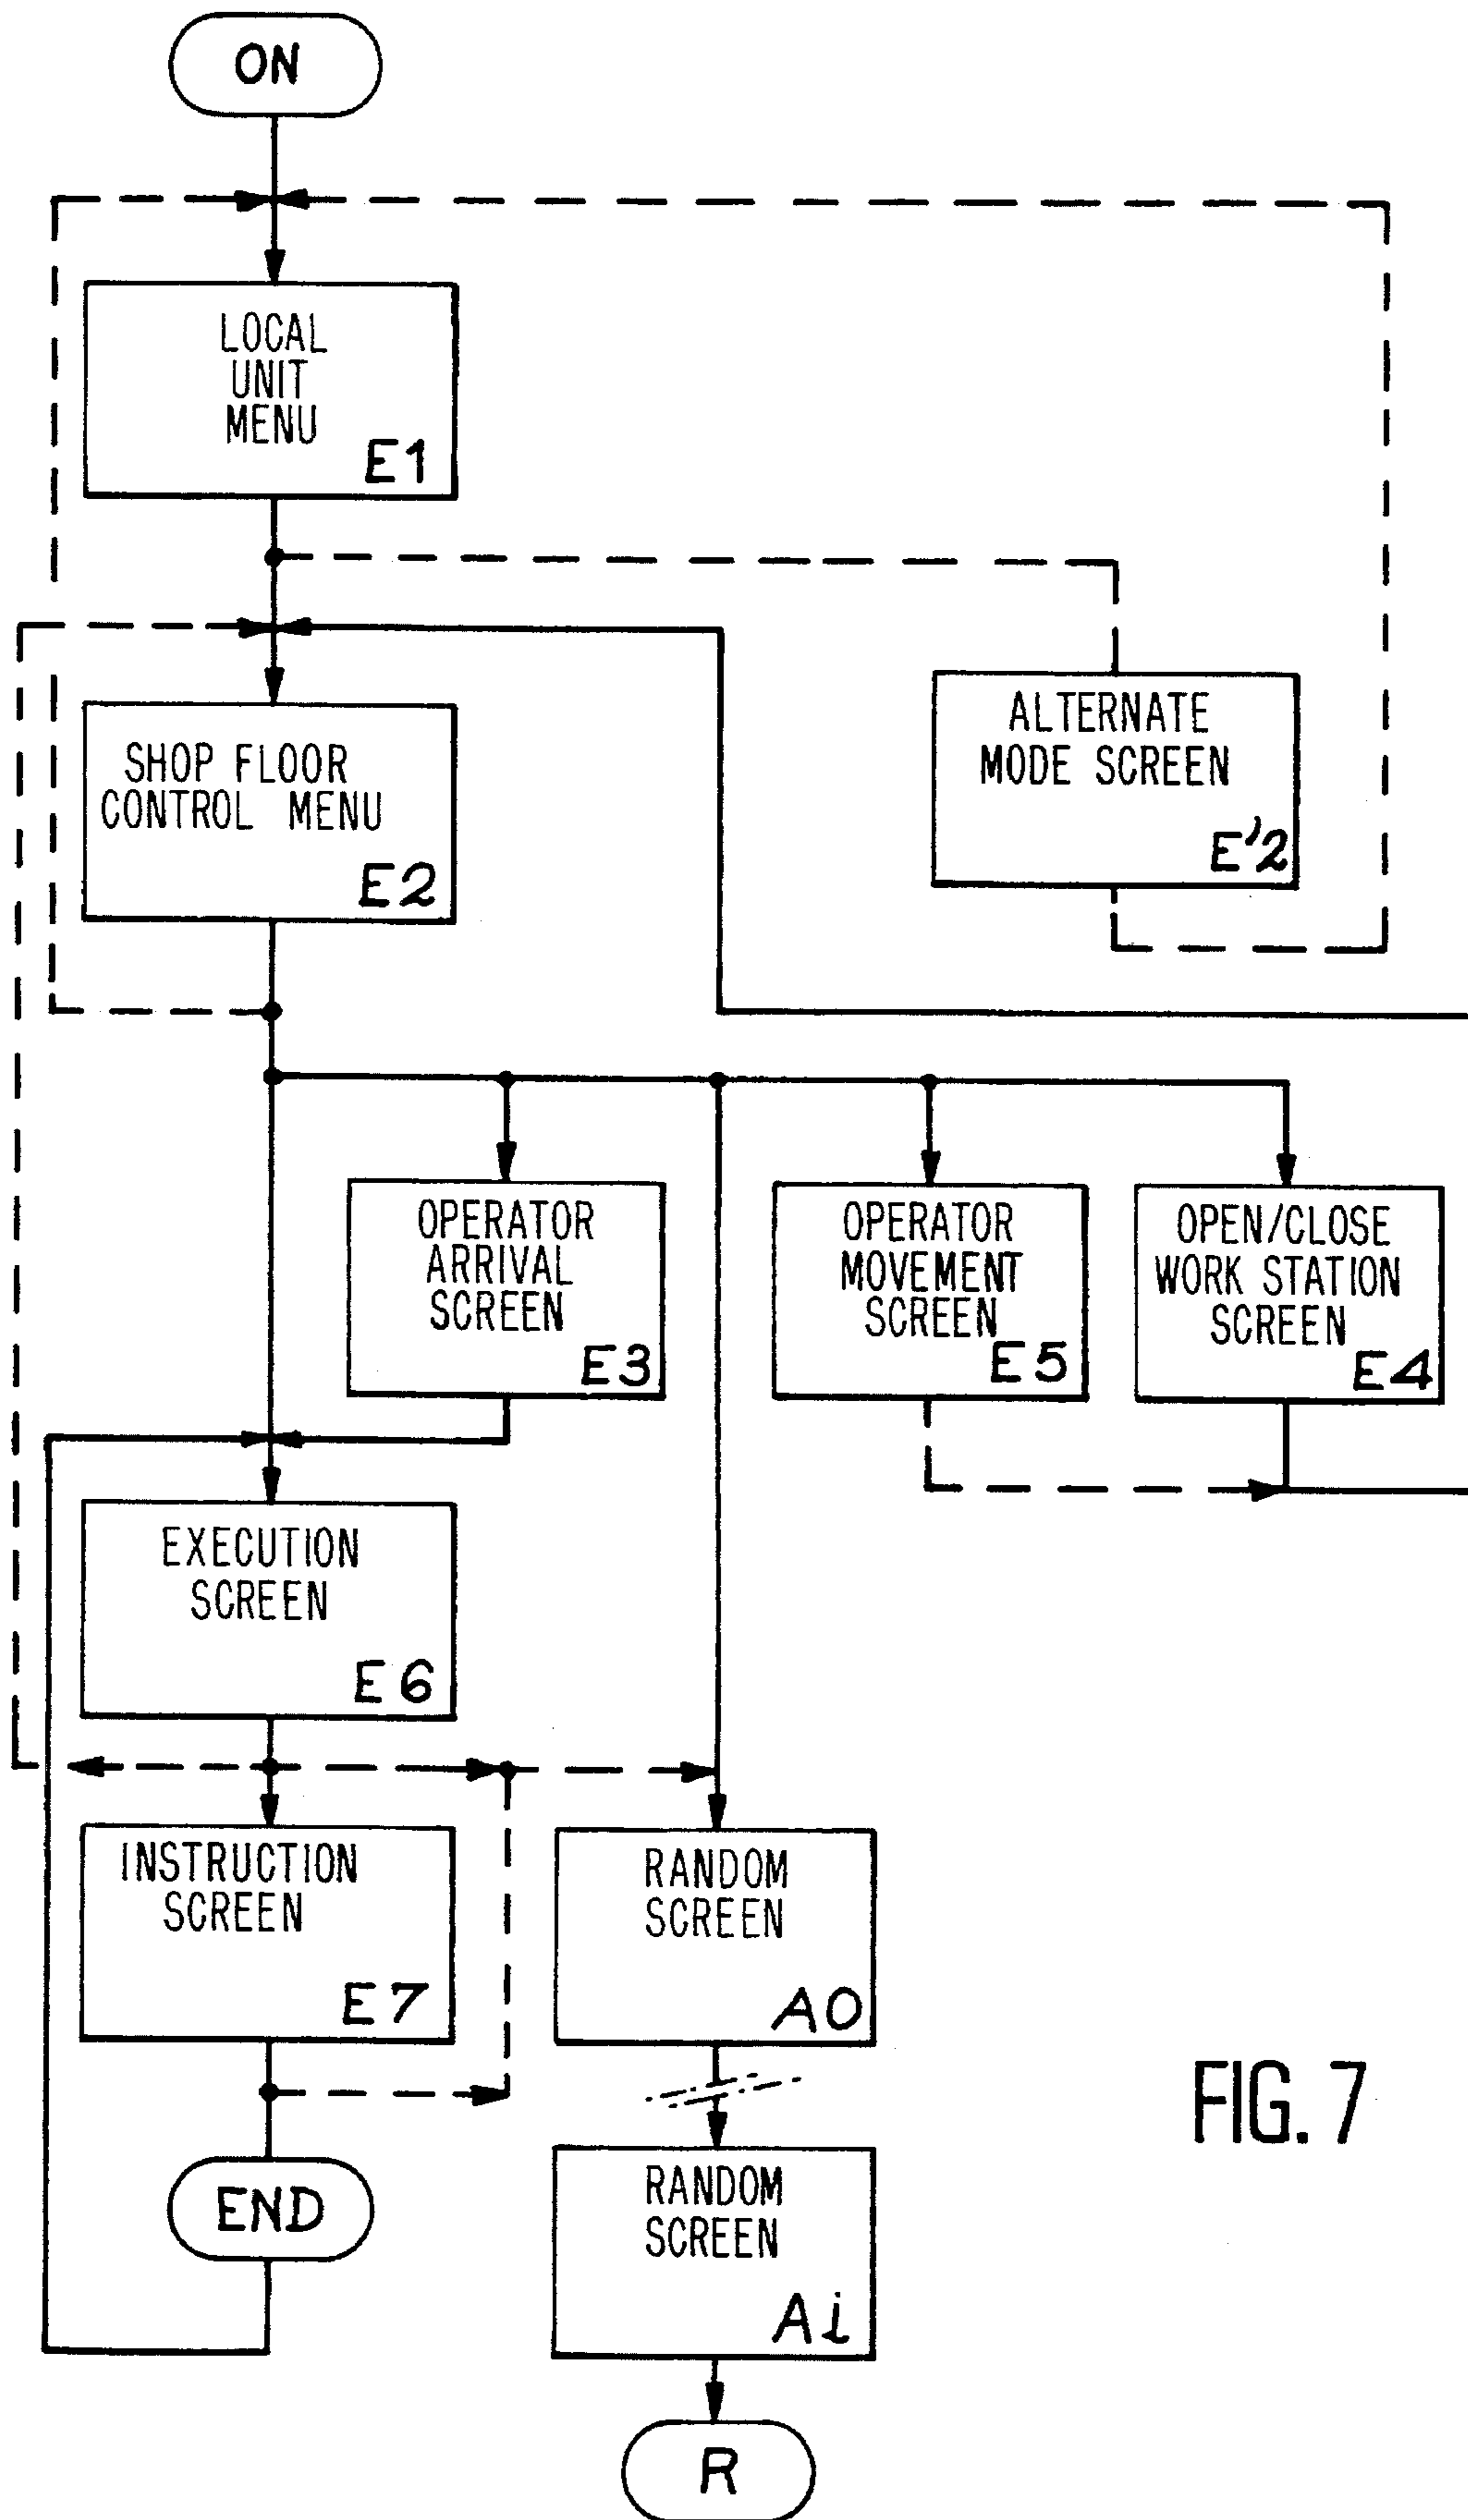 ON
LOCAL
UNIT
MENU
E1
SHOP FLOOR
CONTROL MENU
E2
ALTERNATE
MODE SCREEN
E'2
OPERATOR
ARRIVAL
SCREEN
E3
OPERATOR
MOVEMENT
SCREEN
E5
OPEN/CLOSE
WORK STATION
SCREEN
E4
EXECUTION
SCREEN
E6
INSTRUCTION
SCREEN
E7
RANDOM
SCREEN
A0
END
RANDOM
SCREEN
Ai
R
FIG. 7